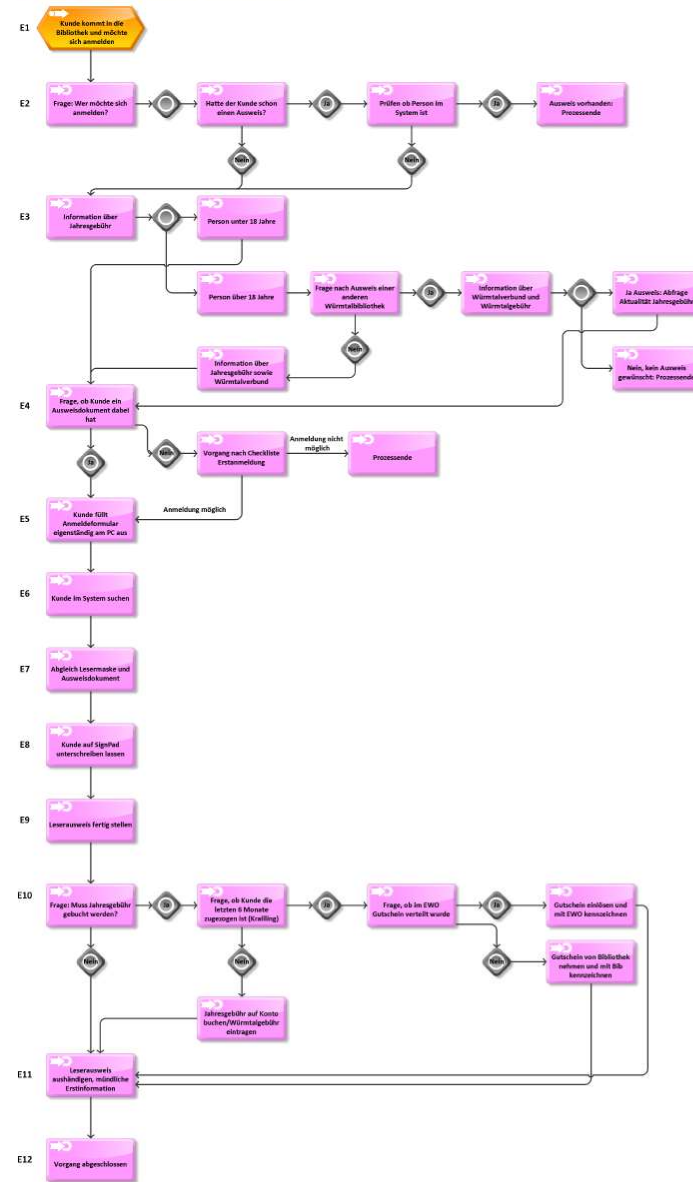 E1
Kunde kommt in die
Bibliothek und möchte
sich anmelden
E2
Frage: Wer möchte sich
anmelden?
Hatte der Kunde schon
einen Ausweis?
Ja
Prüfen ob Person im
System ist
Ja
Ausweis vorhanden:
Prozessende
Nein
Nein
E3
Information über
Jahresgebühr
Person unter 18 Jahre
Person über 18 Jahre
Frage nach Ausweis einer
anderen
Würmtalbibliothek
Ja
Information über
Würmtalverbund und
Würmtalgebühr
Ja Ausweis: Abfrage
Aktualität Jahresgebühr
Nein
Information über
Jahresgebühr sowie
Würmtalverbund
Nein, kein Ausweis
gewünscht: Prozessende
E4
Frage, ob Kunde ein
Ausweisdokument dabei
hat
Ja
Nein
Vorgang nach Checkliste
Erstanmeldung
Anmeldung nicht
möglich
Prozessende
E5
Kunde füllt
Anmeldeformular
eigenständig am PC aus
Anmeldung möglich
E6
Kunde im System suchen
E7
Abgleich Lesermaske und
Ausweisdokument
E8
Kunde auf SignPad
unterschreiben lassen
E9
Leserausweis fertig stellen
E10
Frage: Muss Jahresgebühr
gebucht werden?
Ja
Frage, ob Kunde die
letzten 6 Monate
zugezogen ist (Krailling)
Ja
Frage, ob im EWO
Gutschein verteilt wurde
Ja
Gutschein einlösen und
mit EWO kennzeichnen
Nein
Nein
Nein
Gutschein von Bibliothek
nehmen und mit Bib
kennzeichnen
Jahresgebühr auf Konto
buchen/Würmtalgebühr
eintragen
E11
Leserausweis
aushändigen, mündliche
Erstinformation
E12
Vorgang abgeschlossen